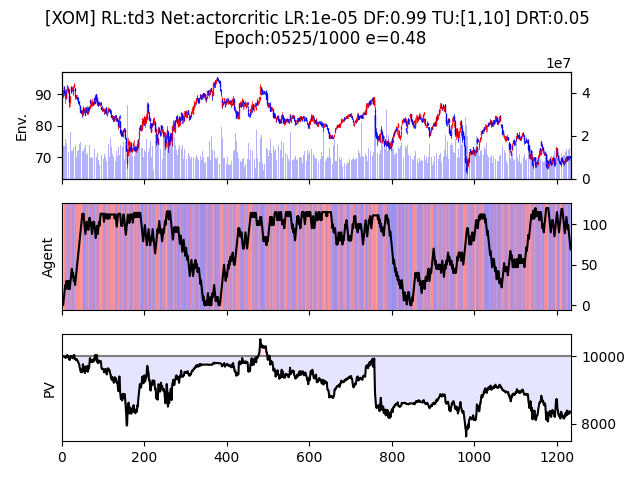 [XOM] RL:td3 Net:actorcritic LR:1e-05 DF:0.99 TU:[1,10] DRT:0.05
Epoch:0525/1000 e=0.48
1e7
90
80
70
Env.
4
2
0
Agent
100
50
0
PV
10000
8000
0 200 400 600 800 1000 1200